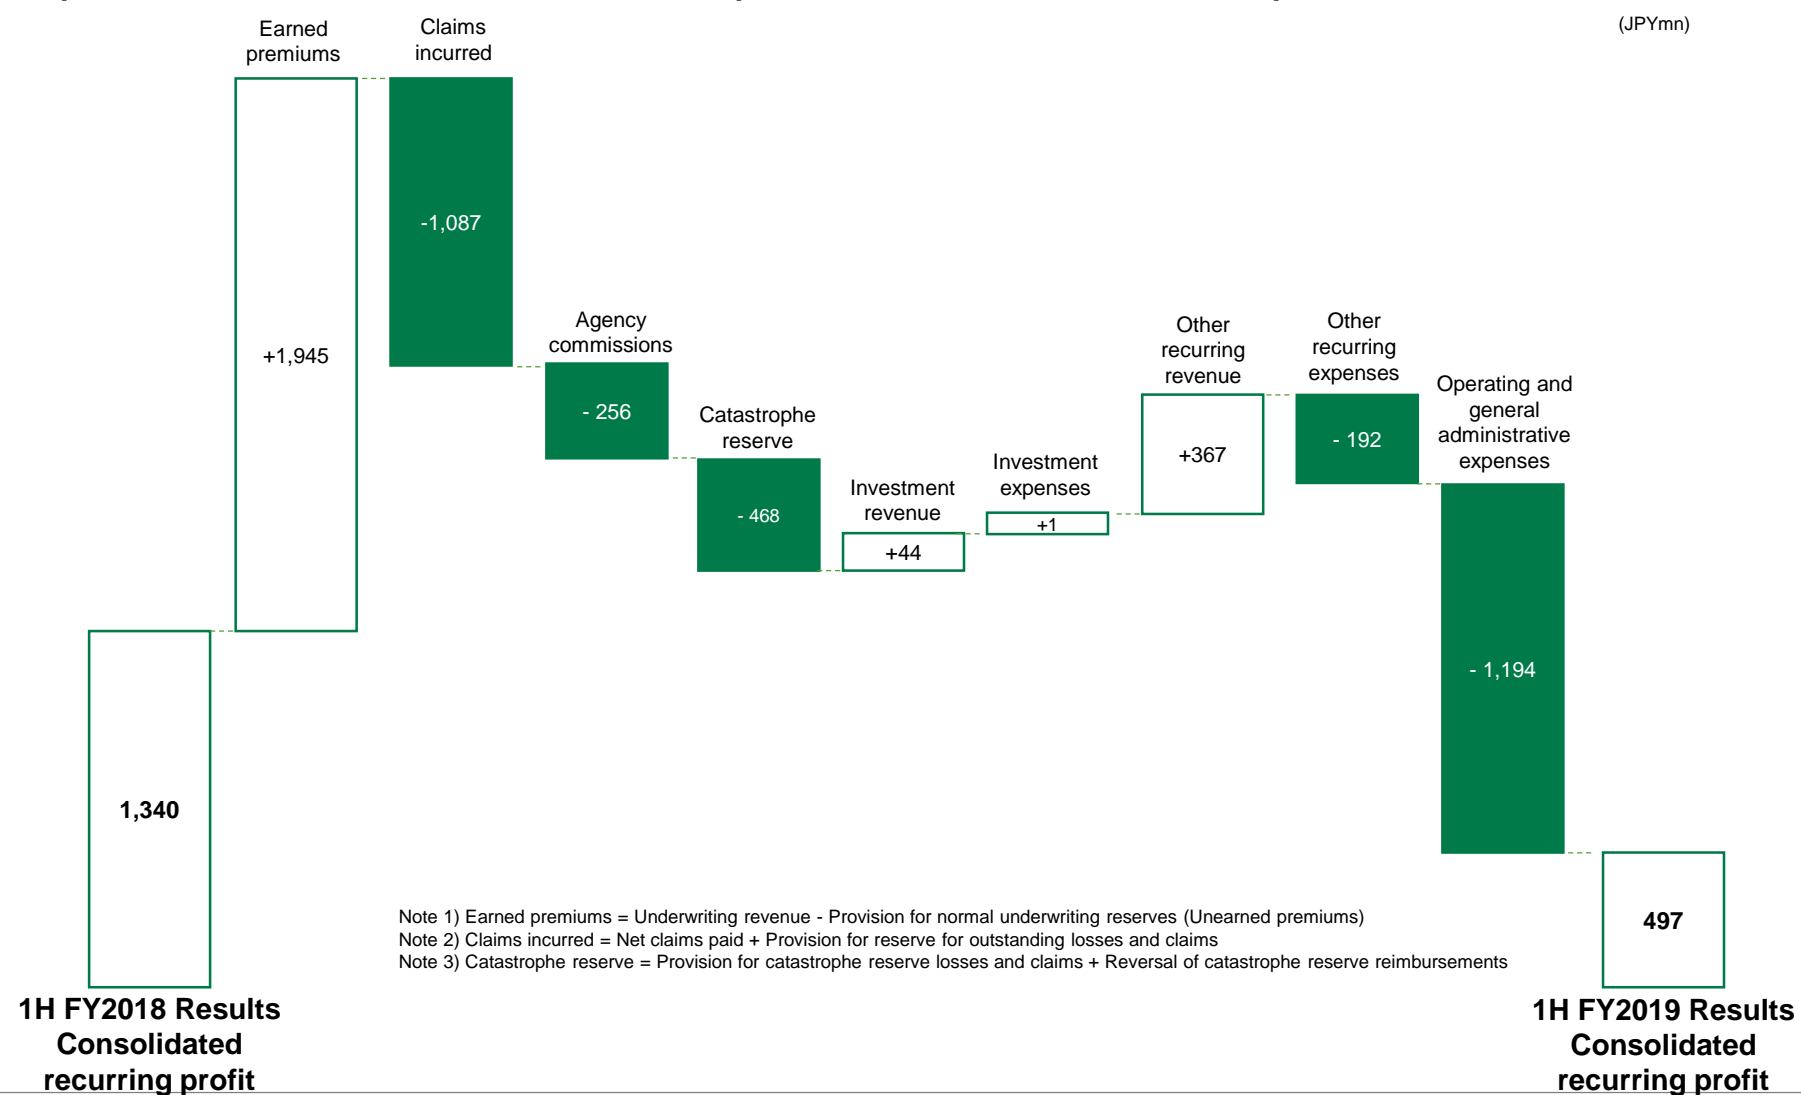 (JPYmn)
Earned
premiums
Claims
incurred
-1,087
+1,945
Agency
commissions
- 256
Catastrophe
reserve
- 468
Investment
revenue
+44
Investment
expenses
+1
Other
recurring
revenue
+367
Other
recurring
expenses
- 192
Operating and
general
administrative
expenses
- 1,194
1,340
497
Note 1) Earned premiums = Underwriting revenue - Provision for normal underwriting reserves (Unearned premiums)
Note 2) Claims incurred = Net claims paid + Provision for reserve for outstanding losses and claims
Note 3) Catastrophe reserve = Provision for catastrophe reserve losses and claims + Reversal of catastrophe reserve reimbursements
1H FY2018 Results
Consolidated
recurring profit
1H FY2019 Results
Consolidated
recurring profit